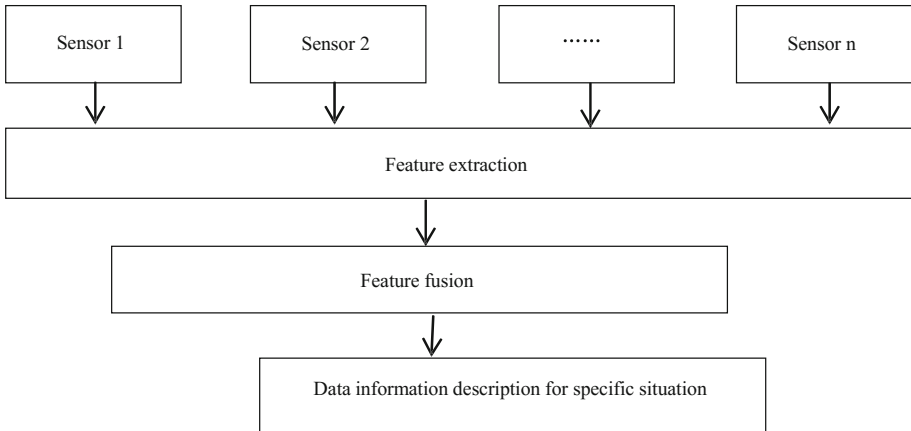 Sensor 1
Sensor 2
······
Sensor n
Feature extraction
Feature fusion
Data information description for specific situation